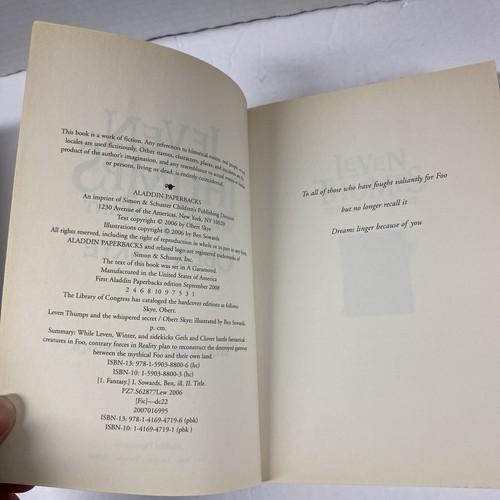 This book is a work of fiction. Any references to historical events, real people, or real
locales are used fictitiously. Other names, characters, places, and incidents are the
product of the author's imagination, and any resemblance to actual events or locales
or persons, living or dead, is entirely coincidental.
ALADDIN PAPERBACKS
An imprint of Simon & Schuster Children's Publishing Division
1230 Avenue of the Americas, New York, NY 10020
Text copyright © 2006 by Obert Skye
Illustrations copyright © 2006 by Ben Sowards
All rights reserved, including the right of reproduction in whole or in part in any form.
ALADDIN PAPERBACKS and related logo are registered trademarks of
Simon & Schuster, Inc.
The text of this book was set in A Garamond.
Manufactured in the United States of America
First Aladdin Paperbacks edition September 2008
2 4 6 8 10 9 7 5 3 1
The Library of Congress has cataloged the hardcover editions as follows:
Skye, Obert.
Leven Thumps and the whispered secret / Obert Skye; illustrated by Ben Sowards.
p. cm.
Summary: While Leven, Winter, and sidekicks Geth and Clover battle fantastical
creatures in Foo, contrary forces in Reality plan to reconstruct the destroyed gateway
between the mythical Foo and their own land.
ISBN-13: 978-1-5903-8800-6 (hc)
ISBN-10: 1-5903-8800-3 (hc)
[1. Fantasy.] I. Sowards, Ben, ill. II. Title.
PZ7.S62877Lew 2006
[Fic]—dc22
2007016995
ISBN-13: 978-1-4169-4719-6 (pbk)
ISBN-10: 1-4169-4719-1 (pbk )
LEVEN
To all of those who have fought valiantly for Foo
but no longer recall it
Dreams linger because of you